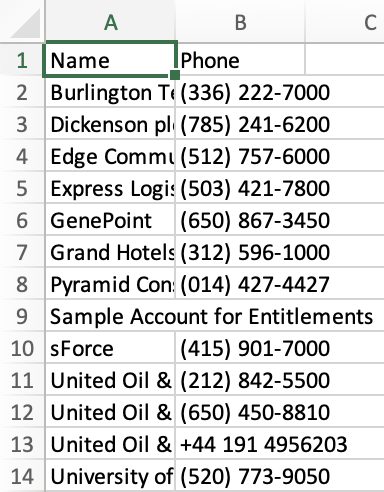 A B C
1 Name Phone
2 Burlington Te (336) 222-7000
3 Dickenson pl (785) 241-6200
4 Edge Commu (512) 757-6000
5 Express Logis (503) 421-7800
6 GenePoint (650) 867-3450
7 Grand Hotels (312) 596-1000
8 Pyramid Cons (014) 427-4427
9 Sample Account for Entitlements
10 sForce (415) 901-7000
11 United Oil & (212) 842-5500
12 United Oil & (650) 450-8810
13 United Oil & +44 191 4956203
14 University of (520) 773-9050